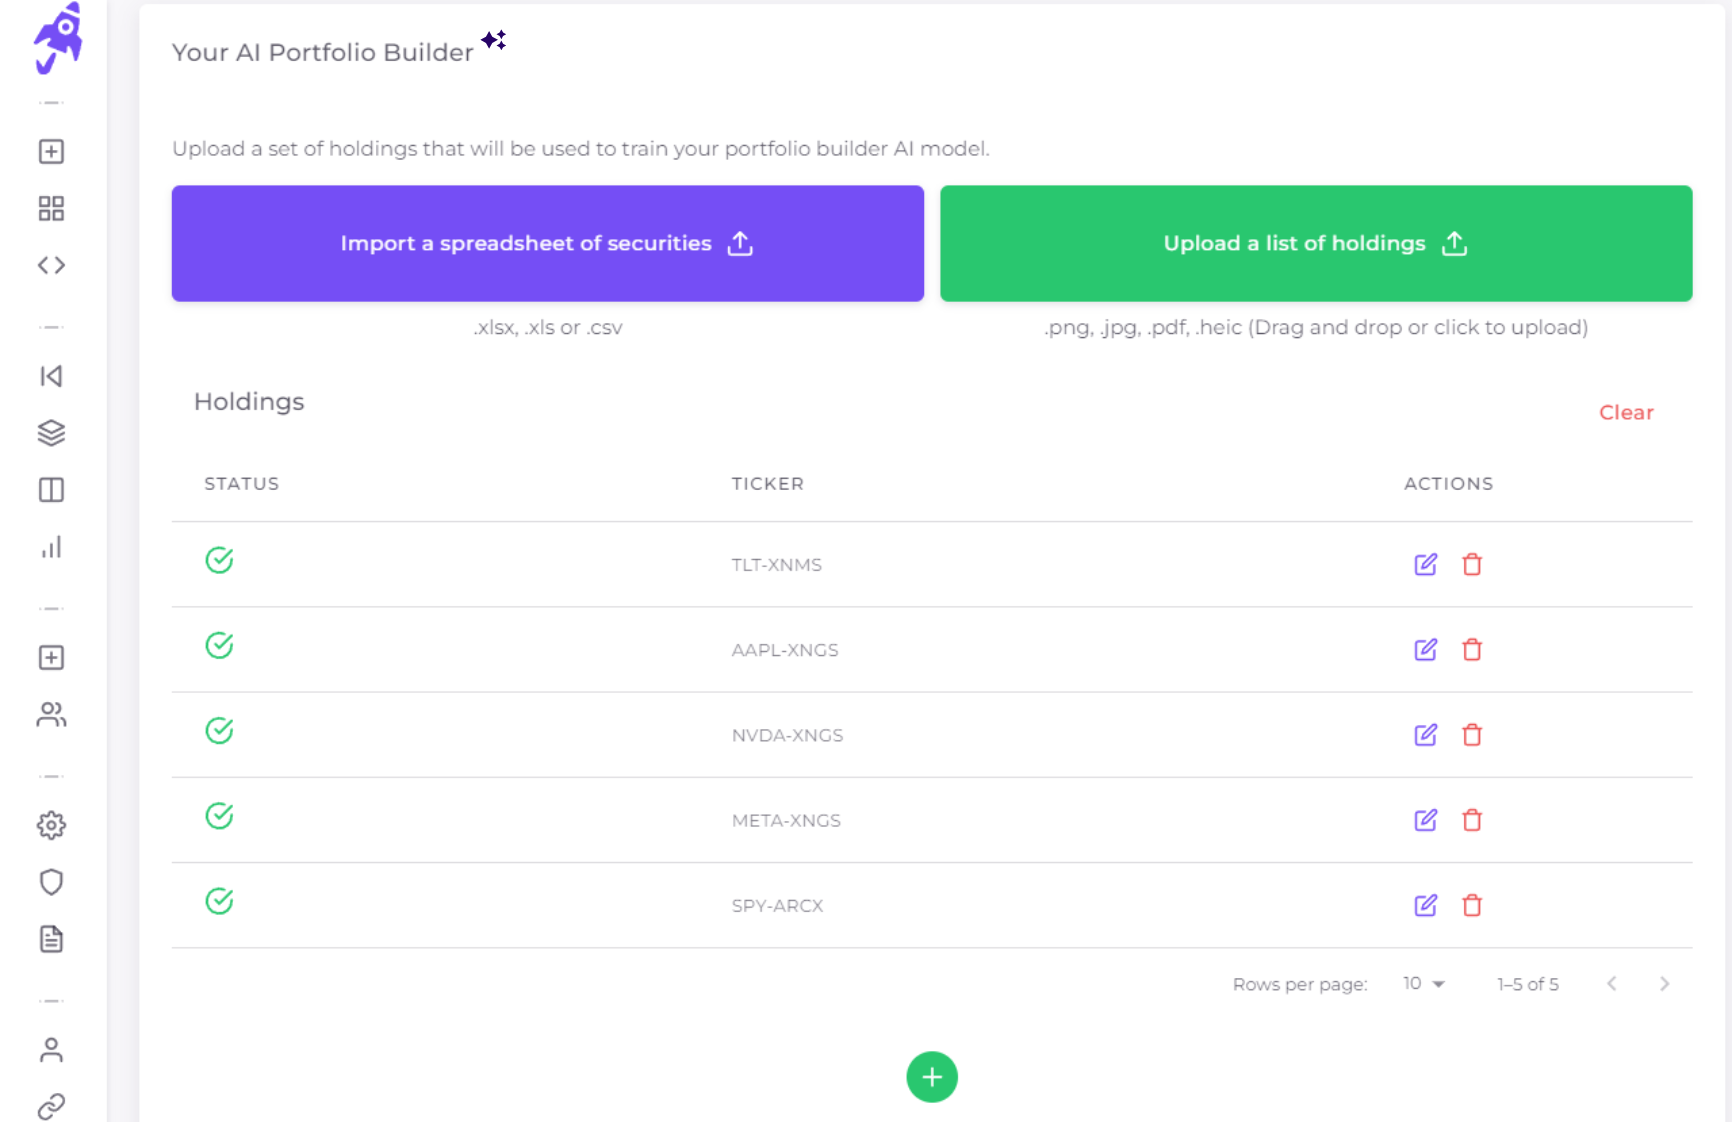 Your AI Portfolio Builder
Upload a set of holdings that will be used to train your portfolio builder AI model.
Import a spreadsheet of securities
Upload a list of holdings
.xlsx, .xls or .csv
.png, .jpg, .pdf, .heic (Drag and drop or click to upload)
Holdings
Clear
STATUS TICKER ACTIONS
TLT-XNMS
AAPL-XNGS
NVDA-XNGS
META-XNGS
SPY-ARCX
Rows per page: 10 1–5 of 5